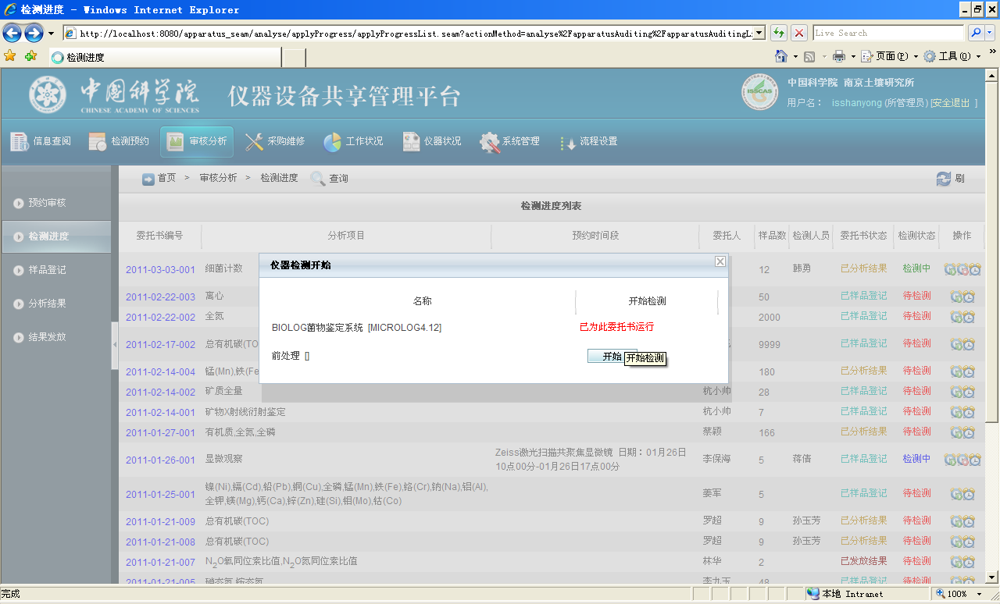 检测进度 - Windows Internet Explorer
http://localhost:8080/apparatus_seam/analyse/applyProgress/applyProgressList.seam?actionMethod=analyse%2FapparatusAuditing%2FapparatusAuditingL
Live Search
检测进度
页面(P) 工具(O) »
中国科学院 仪器设备共享管理平台
CHINESE ACADEMY OF SCIENCES
ISSCAS
中国科学院 南京土壤研究所
用户名: isshanyong (所管理员) [安全退出 ]
信息查阅 检测预约 审核分析 采购维修 工作状况 仪器状况 系统管理 流程设置
预约审核
检测进度
样品登记
分析结果
结果发放
首页 > 审核分析 > 检测进度 查询 刷
检测进度列表
委托书编号 分析项目 预约时间段 委托人 样品数 检测人员 委托书状态 检测状态 操作
2011-03-03-001 细菌计数 12 韩勇 已分析结果 检测中
2011-02-22-003 离心 50 已样品登记 待检测
2011-02-22-002 全氮 2000 已样品登记 待检测
2011-02-17-002 总有机碳(TO 9999 已样品登记 待检测
2011-02-14-004 锰(Mn),铁(Fe 180 已分析结果 待检测
2011-02-14-002 矿质全量 杭小帅 28 已样品登记 待检测
2011-02-14-001 矿物X射线衍射鉴定 杭小帅 7 已样品登记 待检测
2011-01-27-001 有机质,全氮,全磷 蔡颖 166 已分析结果 待检测
2011-01-26-001 显微观察 Zeiss激光扫描共聚焦显微镜 日期：01月26日
10点00分-01月26日17点00分 李保海 5 蒋倩 已样品登记 检测中
2011-01-25-001 镍(Ni),镉(Cd),铅(Pb),铜(Cu),全磷,锰(Mn),铁(Fe),铬(Cr),钠(Na),铝(Al),
全钾,镁(Mg),钙(Ca),锌(Zn),硅(Si),钼(Mo),钴(Co) 姜军 5 已样品登记 待检测
2011-01-21-009 总有机碳(TOC) 罗超 9 孙玉芳 已分析结果 待检测
2011-01-21-008 总有机碳(TOC) 罗超 9 孙玉芳 已分析结果 待检测
2011-01-21-007 N2O氧同位素比值,N2O氮同位素比值 林华 2 已发放结果 待检测
2011-01-21-005 硝态氮,铵态氮 李九玉 48 已样品登记 待检测
仪器检测开始
名称 开始检测
BIOLOG菌物鉴定系统 [MICROLOG4.12] 已为此委托书运行
前处理 [] 开始
开始检测
完成 本地 Intranet 100%